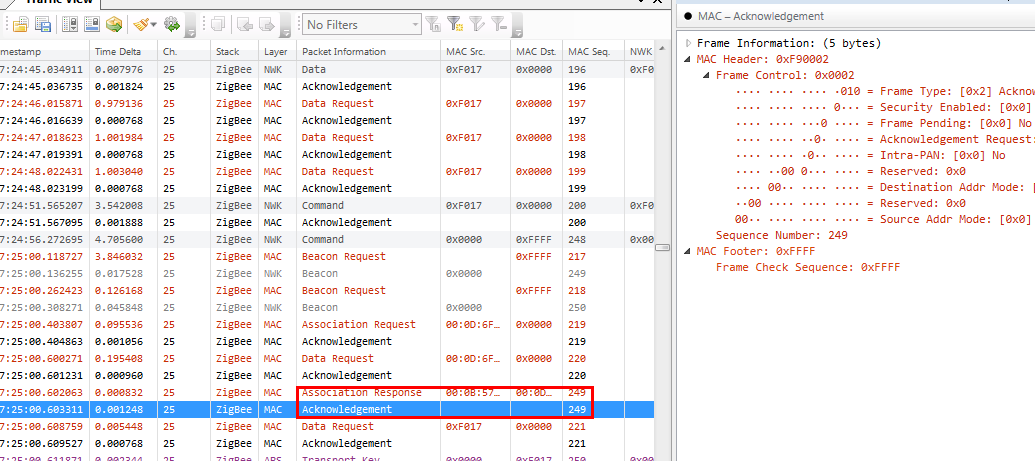 Traffic View
No Filters
mestamp Time Delta Ch. Stack Layer Packet Information MAC Src. MAC Dst. MAC Seq. NWK
7:24:45.034911 0.007976 25 ZigBee NWK Data 0xF017 0x0000 196 0xF0
7:24:45.036735 0.001824 25 ZigBee MAC Acknowledgement 196
7:24:46.015871 0.979136 25 ZigBee MAC Data Request 0xF017 0x0000 197
7:24:46.016639 0.000768 25 ZigBee MAC Acknowledgement 197
7:24:47.018623 1.001984 25 ZigBee MAC Data Request 0xF017 0x0000 198
7:24:47.019391 0.000768 25 ZigBee MAC Acknowledgement 198
7:24:48.022431 1.003040 25 ZigBee MAC Data Request 0xF017 0x0000 199
7:24:48.023199 0.000768 25 ZigBee MAC Acknowledgement 199
7:24:51.565207 3.542008 25 ZigBee NWK Command 0xF017 0x0000 200 0xF0
7:24:51.567095 0.001888 25 ZigBee MAC Acknowledgement 200
7:24:56.272695 4.705600 25 ZigBee NWK Command 0x0000 0xFFFF 248 0x00
7:25:00.118727 3.846032 25 ZigBee MAC Beacon Request 0xFFFF 217
7:25:00.136255 0.017528 25 ZigBee NWK Beacon 0x0000 249
7:25:00.262423 0.126168 25 ZigBee MAC Beacon Request 0xFFFF 218
7:25:00.308271 0.045848 25 ZigBee NWK Beacon 0x0000 250
7:25:00.403807 0.095536 25 ZigBee MAC Association Request 00:0D:6F… 0x0000 219
7:25:00.404863 0.001056 25 ZigBee MAC Acknowledgement 219
7:25:00.600271 0.195408 25 ZigBee MAC Data Request 00:0D:6F… 0x0000 220
7:25:00.601231 0.000960 25 ZigBee MAC Acknowledgement 220
7:25:00.602063 0.000832 25 ZigBee MAC Association Response 00:0B:57… 00:0D… 249
7:25:00.603311 0.001248 25 ZigBee MAC Acknowledgement 249
7:25:00.608759 0.005448 25 ZigBee MAC Data Request 0xF017 0x0000 221
7:25:00.609527 0.000768 25 ZigBee MAC Acknowledgement 221
7:25:00.611871 0.002344 25 ZigBee APS Transport Key 0x0000 0xF017 250 0x00
MAC – Acknowledgement
Frame Information: (5 bytes)
MAC Header: 0xF90002
Frame Control: 0x0002
···· ···· ···· ·010 = Frame Type: [0x2] Acknow
···· ···· ···· 0··· = Security Enabled: [0x0]
···· ···· ···0 ···· = Frame Pending: [0x0] No
···· ···· ··0· ···· = Acknowledgement Request:
···· ···· ·0·· ···· = Intra-PAN: [0x0] No
···· ··00 0··· ···· = Reserved: 0x0
···· 00·· ···· ···· = Destination Addr Mode: [
··00 ···· ···· ···· = Reserved: 0x0
00·· ···· ···· ···· = Source Addr Mode: [0x0]
Sequence Number: 249
MAC Footer: 0xFFFF
Frame Check Sequence: 0xFFFF